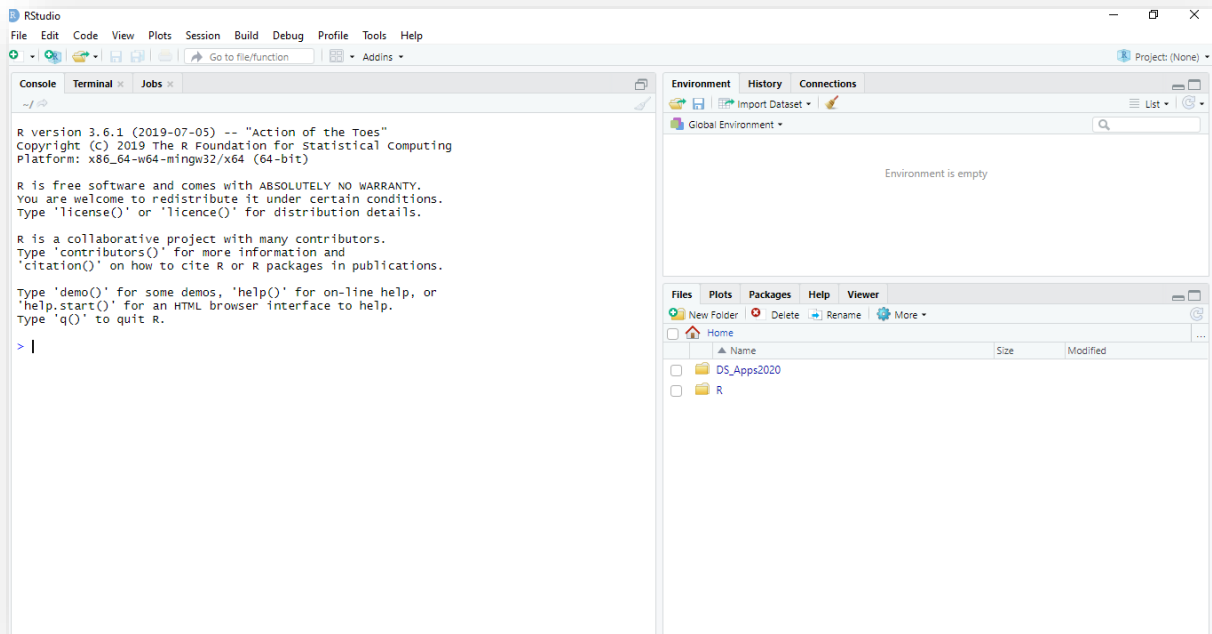 RStudio
File Edit Code View Plots Session Build Debug Profile Tools Help
Go to file/function Addins Project: (None)
Console Terminal Jobs
~/
R version 3.6.1 (2019-07-05) -- "Action of the Toes"
Copyright (C) 2019 The R Foundation for Statistical Computing
Platform: x86_64-w64-mingw32/x64 (64-bit)
R is free software and comes with ABSOLUTELY NO WARRANTY.
You are welcome to redistribute it under certain conditions.
Type 'license()' or 'licence()' for distribution details.
R is a collaborative project with many contributors.
Type 'contributors()' for more information and
'citation()' on how to cite R or R packages in publications.
Type 'demo()' for some demos, 'help()' for on-line help, or
'help.start()' for an HTML browser interface to help.
Type 'q()' to quit R.
>
Environment History Connections
Import Dataset List
Global Environment
Environment is empty
Files Plots Packages Help Viewer
New Folder Delete Rename More
Home ...
Name Size Modified
DS_Apps2020
R